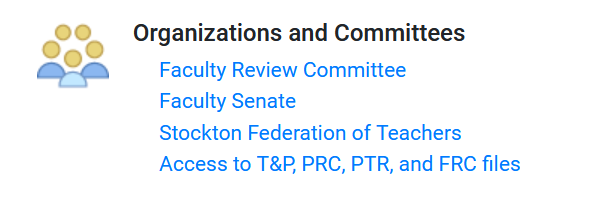 Organizations and Committees
Faculty Review Committee
Faculty Senate
Stockton Federation of Teachers
Access to T&P, PRC, PTR, and FRC files